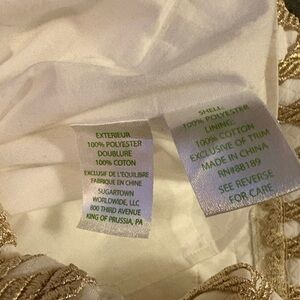 EXTERIEUR
100% POLYESTER
DOUBLURE
100% COTON
EXCLUSIF DE L'EQUILIBRE
FABRIQUE EN CHINE
SUGARTOWN
WORLDWIDE, LLC
800 THIRD AVENUE
KING OF PRUSSIA, PA
SHELL:
100% POLYESTER
LINING:
100% COTTON
EXCLUSIVE OF TRIM
MADE IN CHINA
RN#88189
SEE REVERSE
FOR CARE